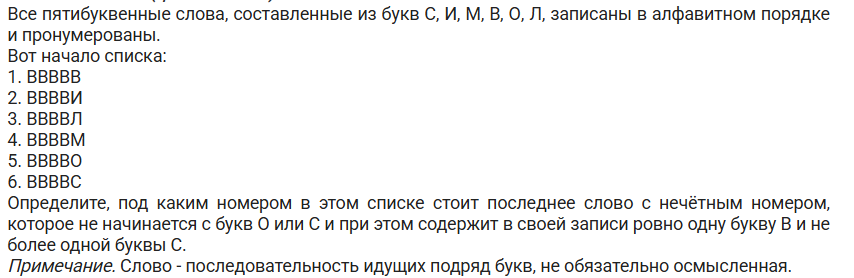 Все пятибуквенные слова, составленные из букв С, И, М, В, О, Л, записаны в алфавитном порядке
и пронумерованы.
Вот начало списка:
1. ВВВВВ
2. ВВВВИ
3. ВВВВЛ
4. ВВВВМ
5. ВВВВО
6. ВВВВС
Определите, под каким номером в этом списке стоит последнее слово с нечётным номером,
которое не начинается с букв О или С и при этом содержит в своей записи ровно одну букву В и не
более одной буквы С.
Примечание. Слово - последовательность идущих подряд букв, не обязательно осмысленная.